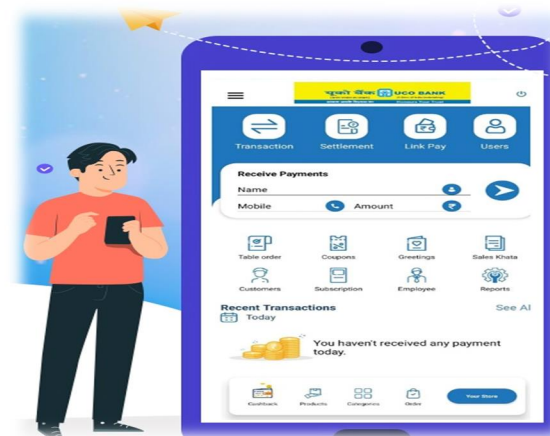 यूको बैंक UCO BANK
Transaction Settlement Link Pay Users
Receive Payments
Name
Mobile Amount
Table order Coupons Greetings Sales Khata
Customers Subscription Employee Reports
Recent Transactions See Al
Today
You haven't received any payment
today.
Cashback Products Categories Order Your Store